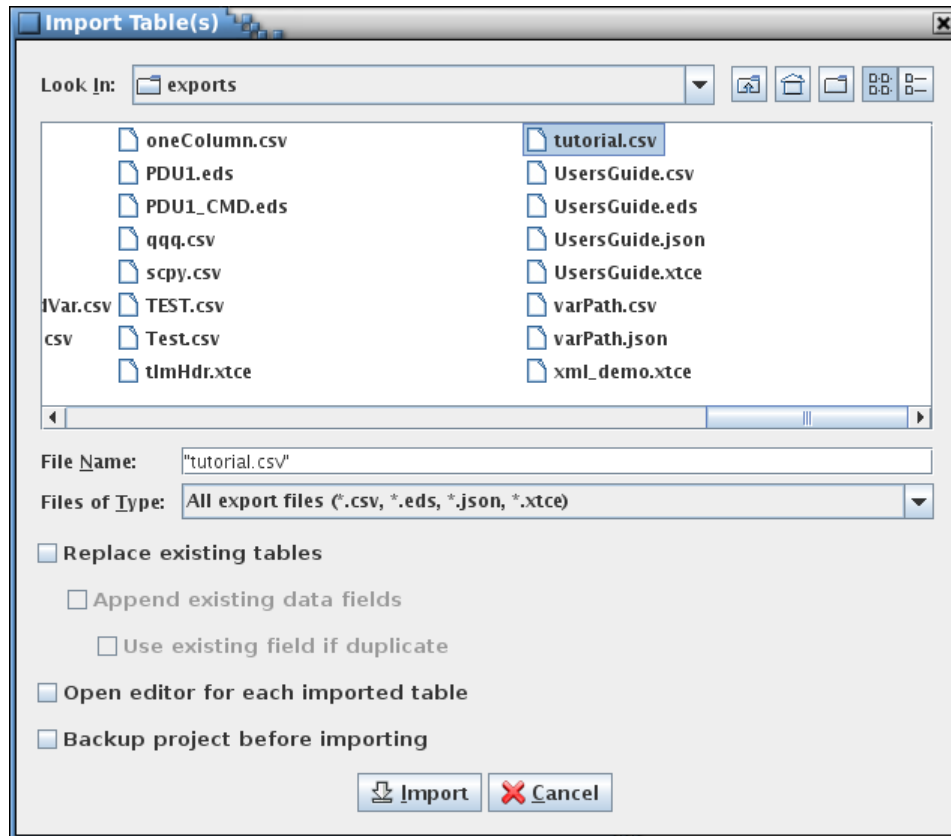 Import Table(s)
Look In: exports
oneColumn.csv
PDU1.eds
PDU1_CMD.eds
qqq.csv
scpy.csv
dVar.csv TEST.csv
csv Test.csv
tlmHdr.xtce
tutorial.csv
UsersGuide.csv
UsersGuide.eds
UsersGuide.json
UsersGuide.xtce
varPath.csv
varPath.json
xml_demo.xtce
File Name: "tutorial.csv"
Files of Type: All export files (*.csv, *.eds, *.json, *.xtce)
Replace existing tables
Append existing data fields
Use existing field if duplicate
Open editor for each imported table
Backup project before importing
Import Cancel